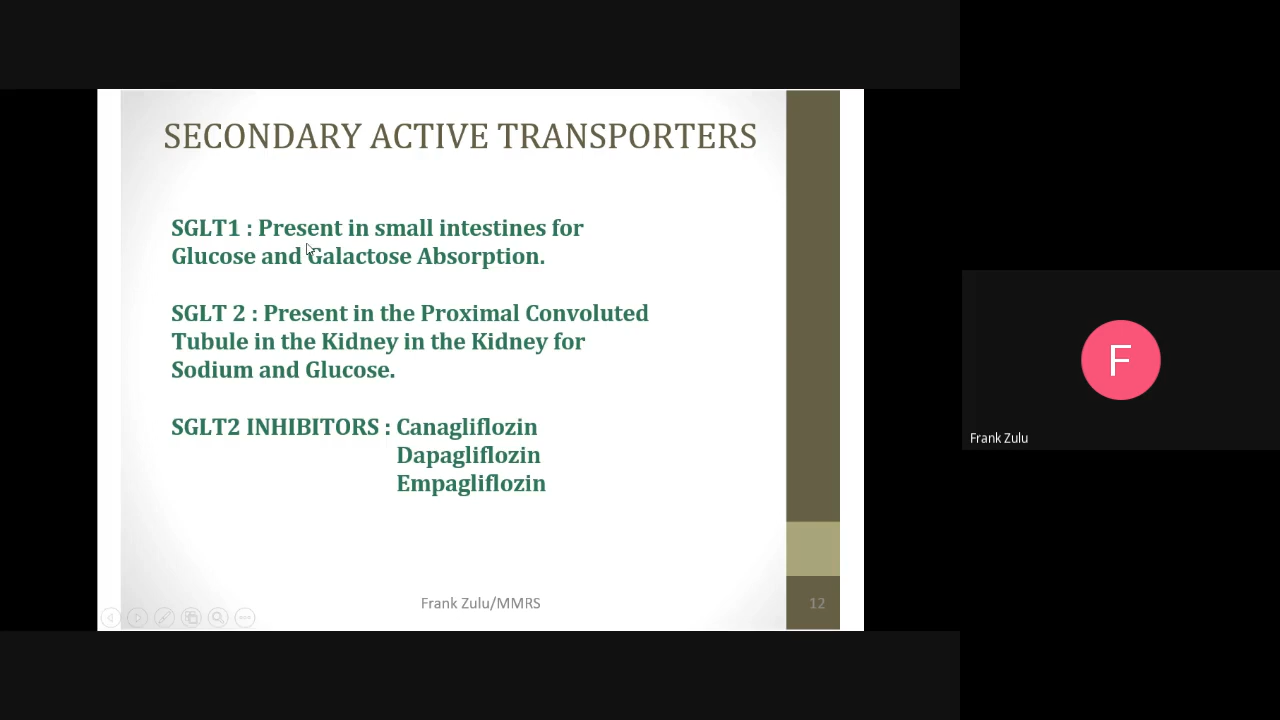 SECONDARY ACTIVE TRANSPORTERS
SGLT1 : Present in small intestines for
Glucose and Galactose Absorption.
SGLT 2 : Present in the Proximal Convoluted
Tubule in the Kidney in the Kidney for
Sodium and Glucose.
SGLT2 INHIBITORS : Canagliflozin
Dapagliflozin
Empagliflozin
Frank Zulu/MMRS
12
F
Frank Zulu